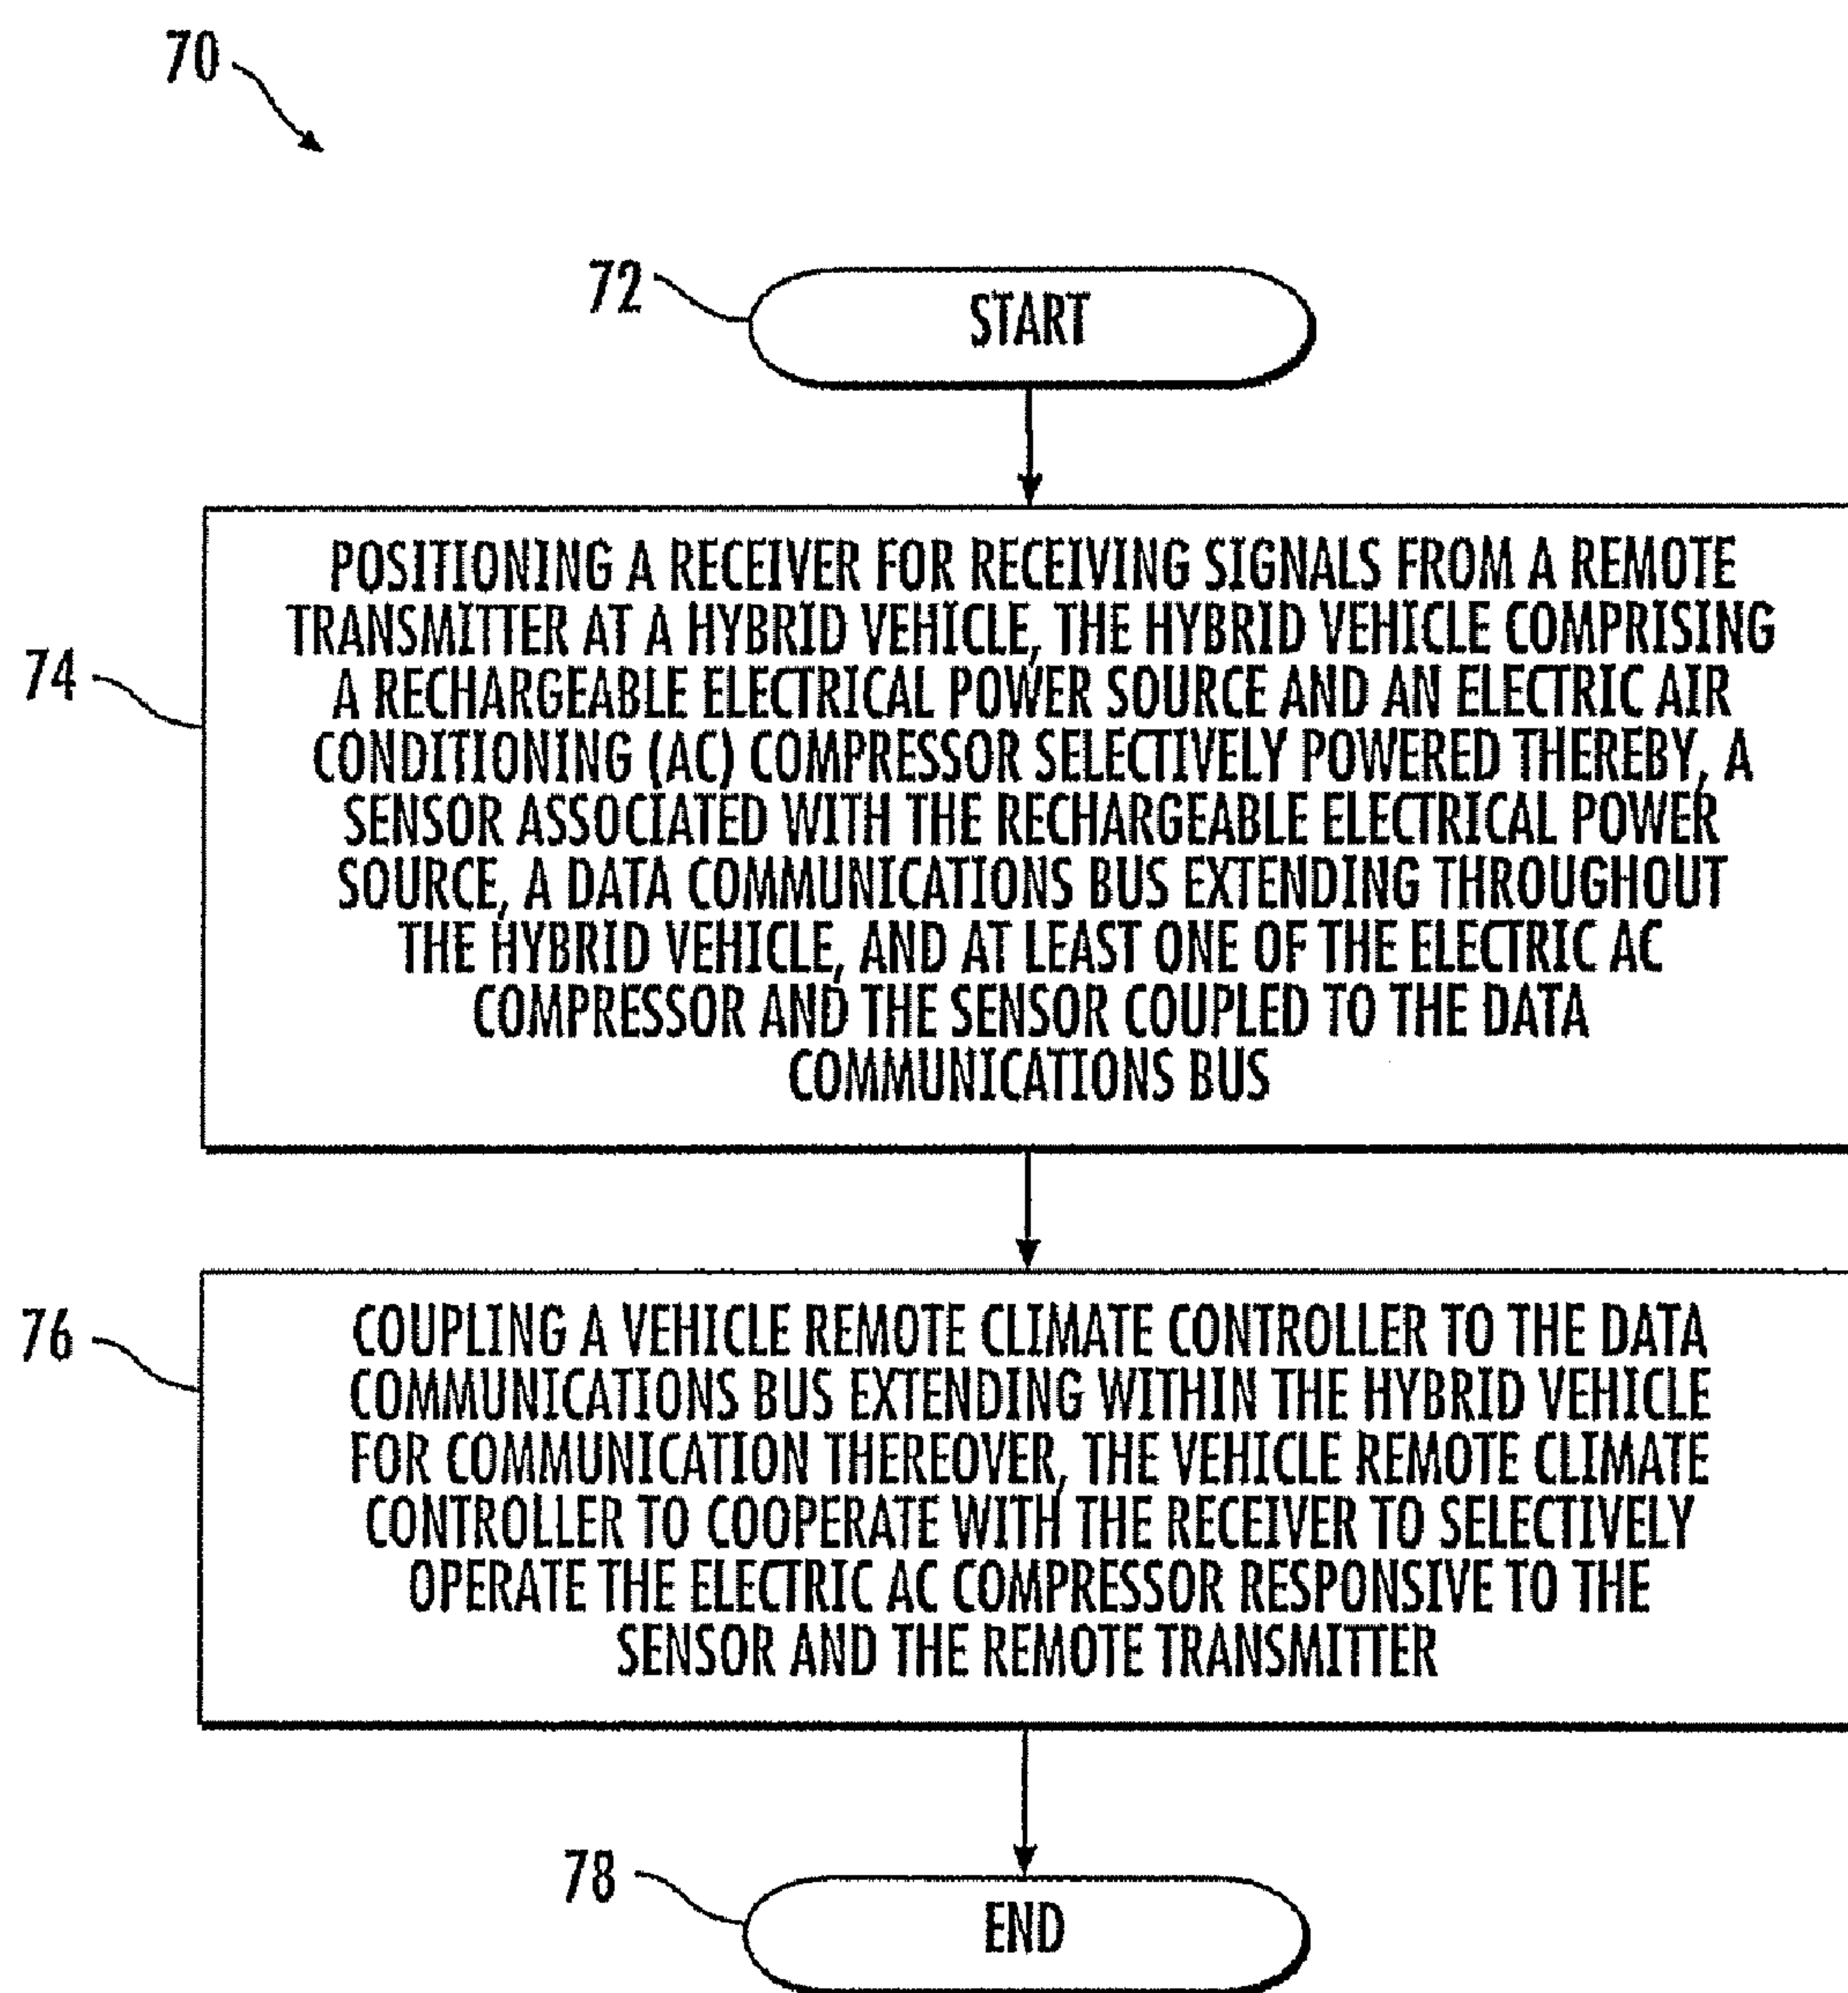 70
72
START
74
POSITIONING A RECEIVER FOR RECEIVING SIGNALS FROM A REMOTE
TRANSMITTER AT A HYBRID VEHICLE, THE HYBRID VEHICLE COMPRISING
A RECHARGEABLE ELECTRICAL POWER SOURCE AND AN ELECTRIC AIR
CONDITIONING (AC) COMPRESSOR SELECTIVELY POWERED THEREBY, A
SENSOR ASSOCIATED WITH THE RECHARGEABLE ELECTRICAL POWER
SOURCE, A DATA COMMUNICATIONS BUS EXTENDING THROUGHOUT
THE HYBRID VEHICLE, AND AT LEAST ONE OF THE ELECTRIC AC
COMPRESSOR AND THE SENSOR COUPLED TO THE DATA
COMMUNICATIONS BUS
76
COUPLING A VEHICLE REMOTE CLIMATE CONTROLLER TO THE DATA
COMMUNICATIONS BUS EXTENDING WITHIN THE HYBRID VEHICLE
FOR COMMUNICATION THEREOVER, THE VEHICLE REMOTE CLIMATE
CONTROLLER TO COOPERATE WITH THE RECEIVER TO SELECTIVELY
OPERATE THE ELECTRIC AC COMPRESSOR RESPONSIVE TO THE
SENSOR AND THE REMOTE TRANSMITTER
78
END